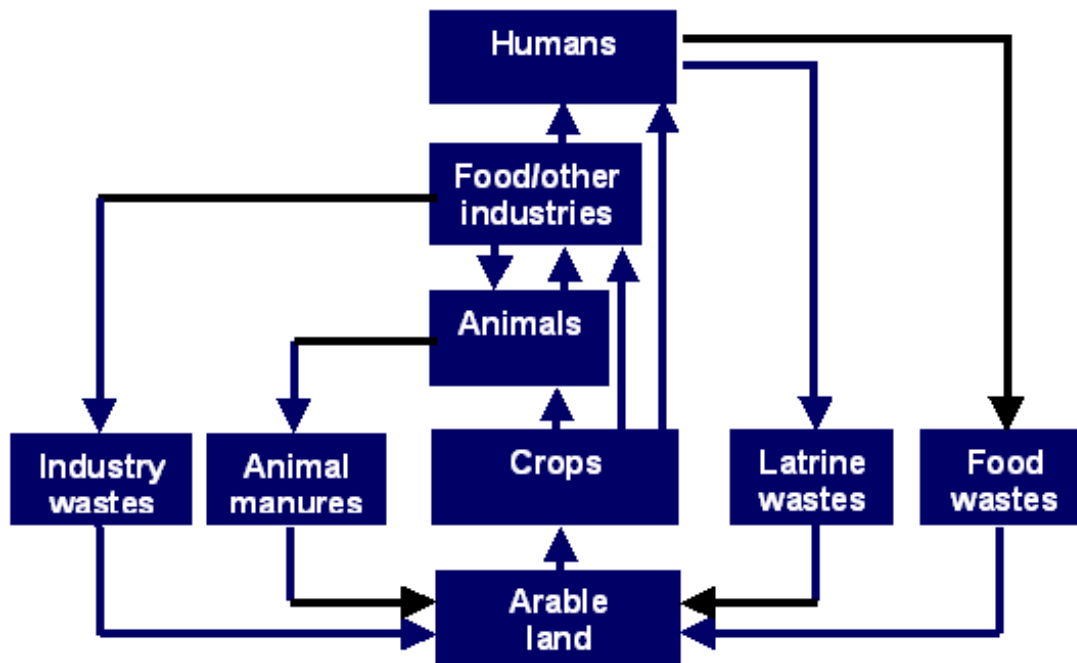 Humans
Food/other
industries
Animals
Industry
wastes
Animal
manures
Crops
Latrine
wastes
Food
wastes
Arable
land